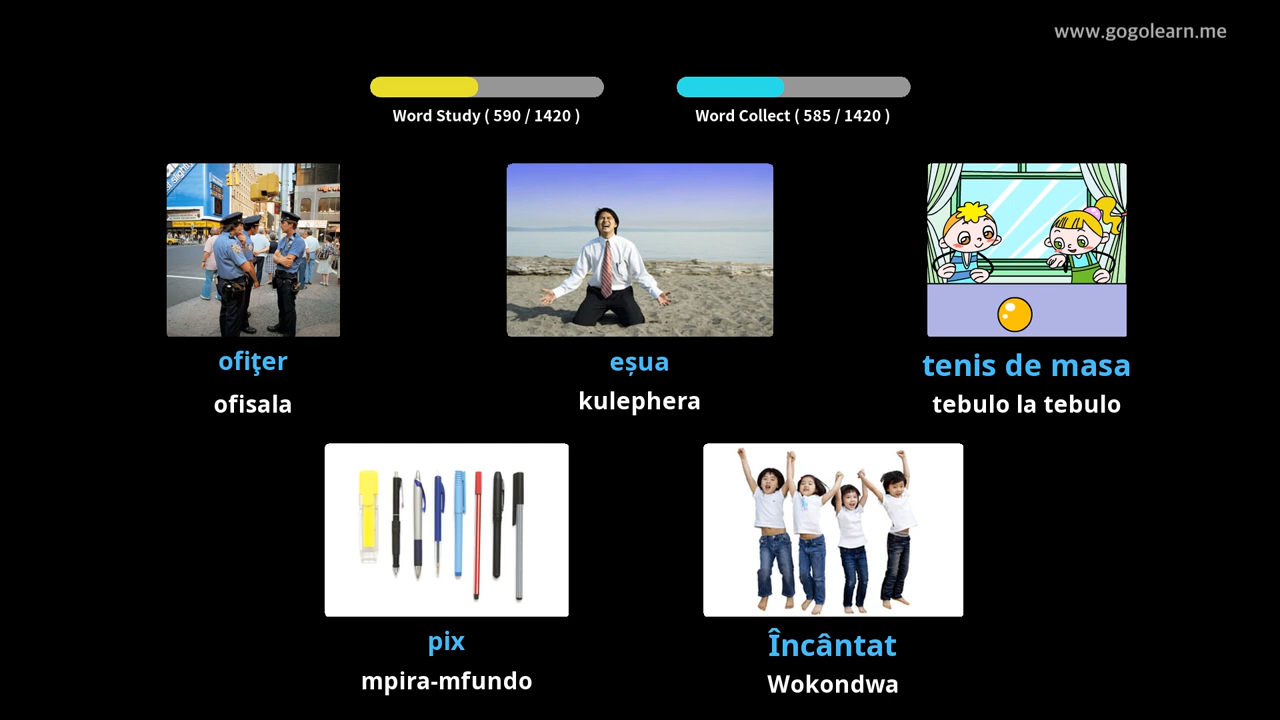 www.gogolearn.me
Word Study ( 590 / 1420 )
Word Collect ( 585 / 1420 )
ofiţer
ofisala
eșua
kulephera
tenis de masa
tebulo la tebulo
pix
mpira-mfundo
Încântat
Wokondwa